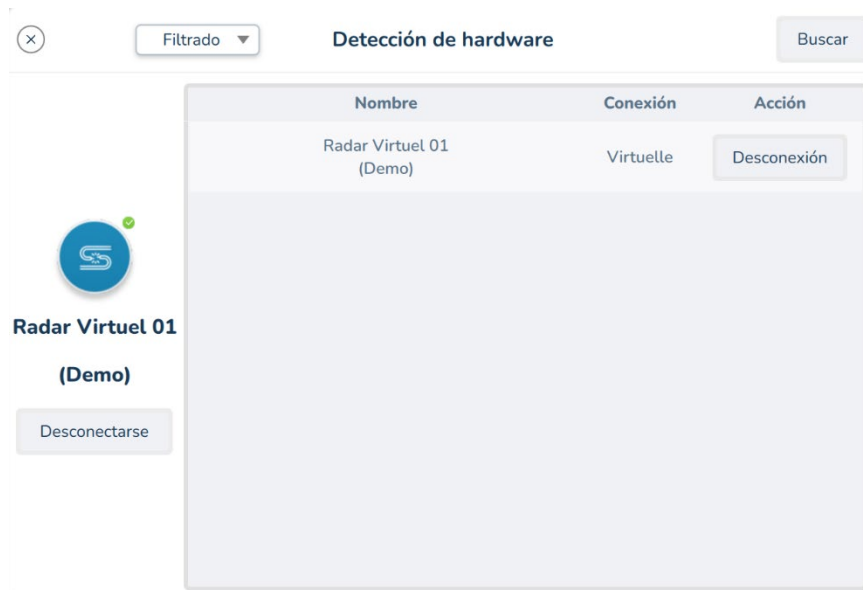 Filtrado
Detección de hardware
Buscar
Nombre
Conexión
Acción
Radar Virtuel 01
(Demo)
Virtuelle
Desconexión
Radar Virtuel 01
(Demo)
Desconectarse